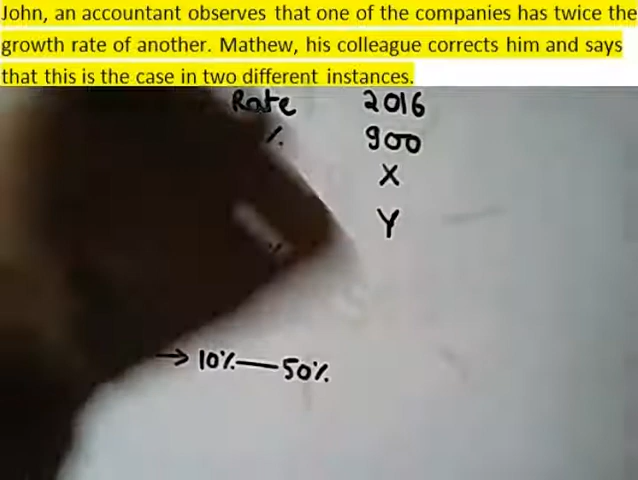 John, an accountant observes that one of the companies has twice the
growth rate of another. Mathew, his colleague corrects him and says
that this is the case in two different instances.
Rate 2016
% 900
X
Y
%
→ 10% — 50%